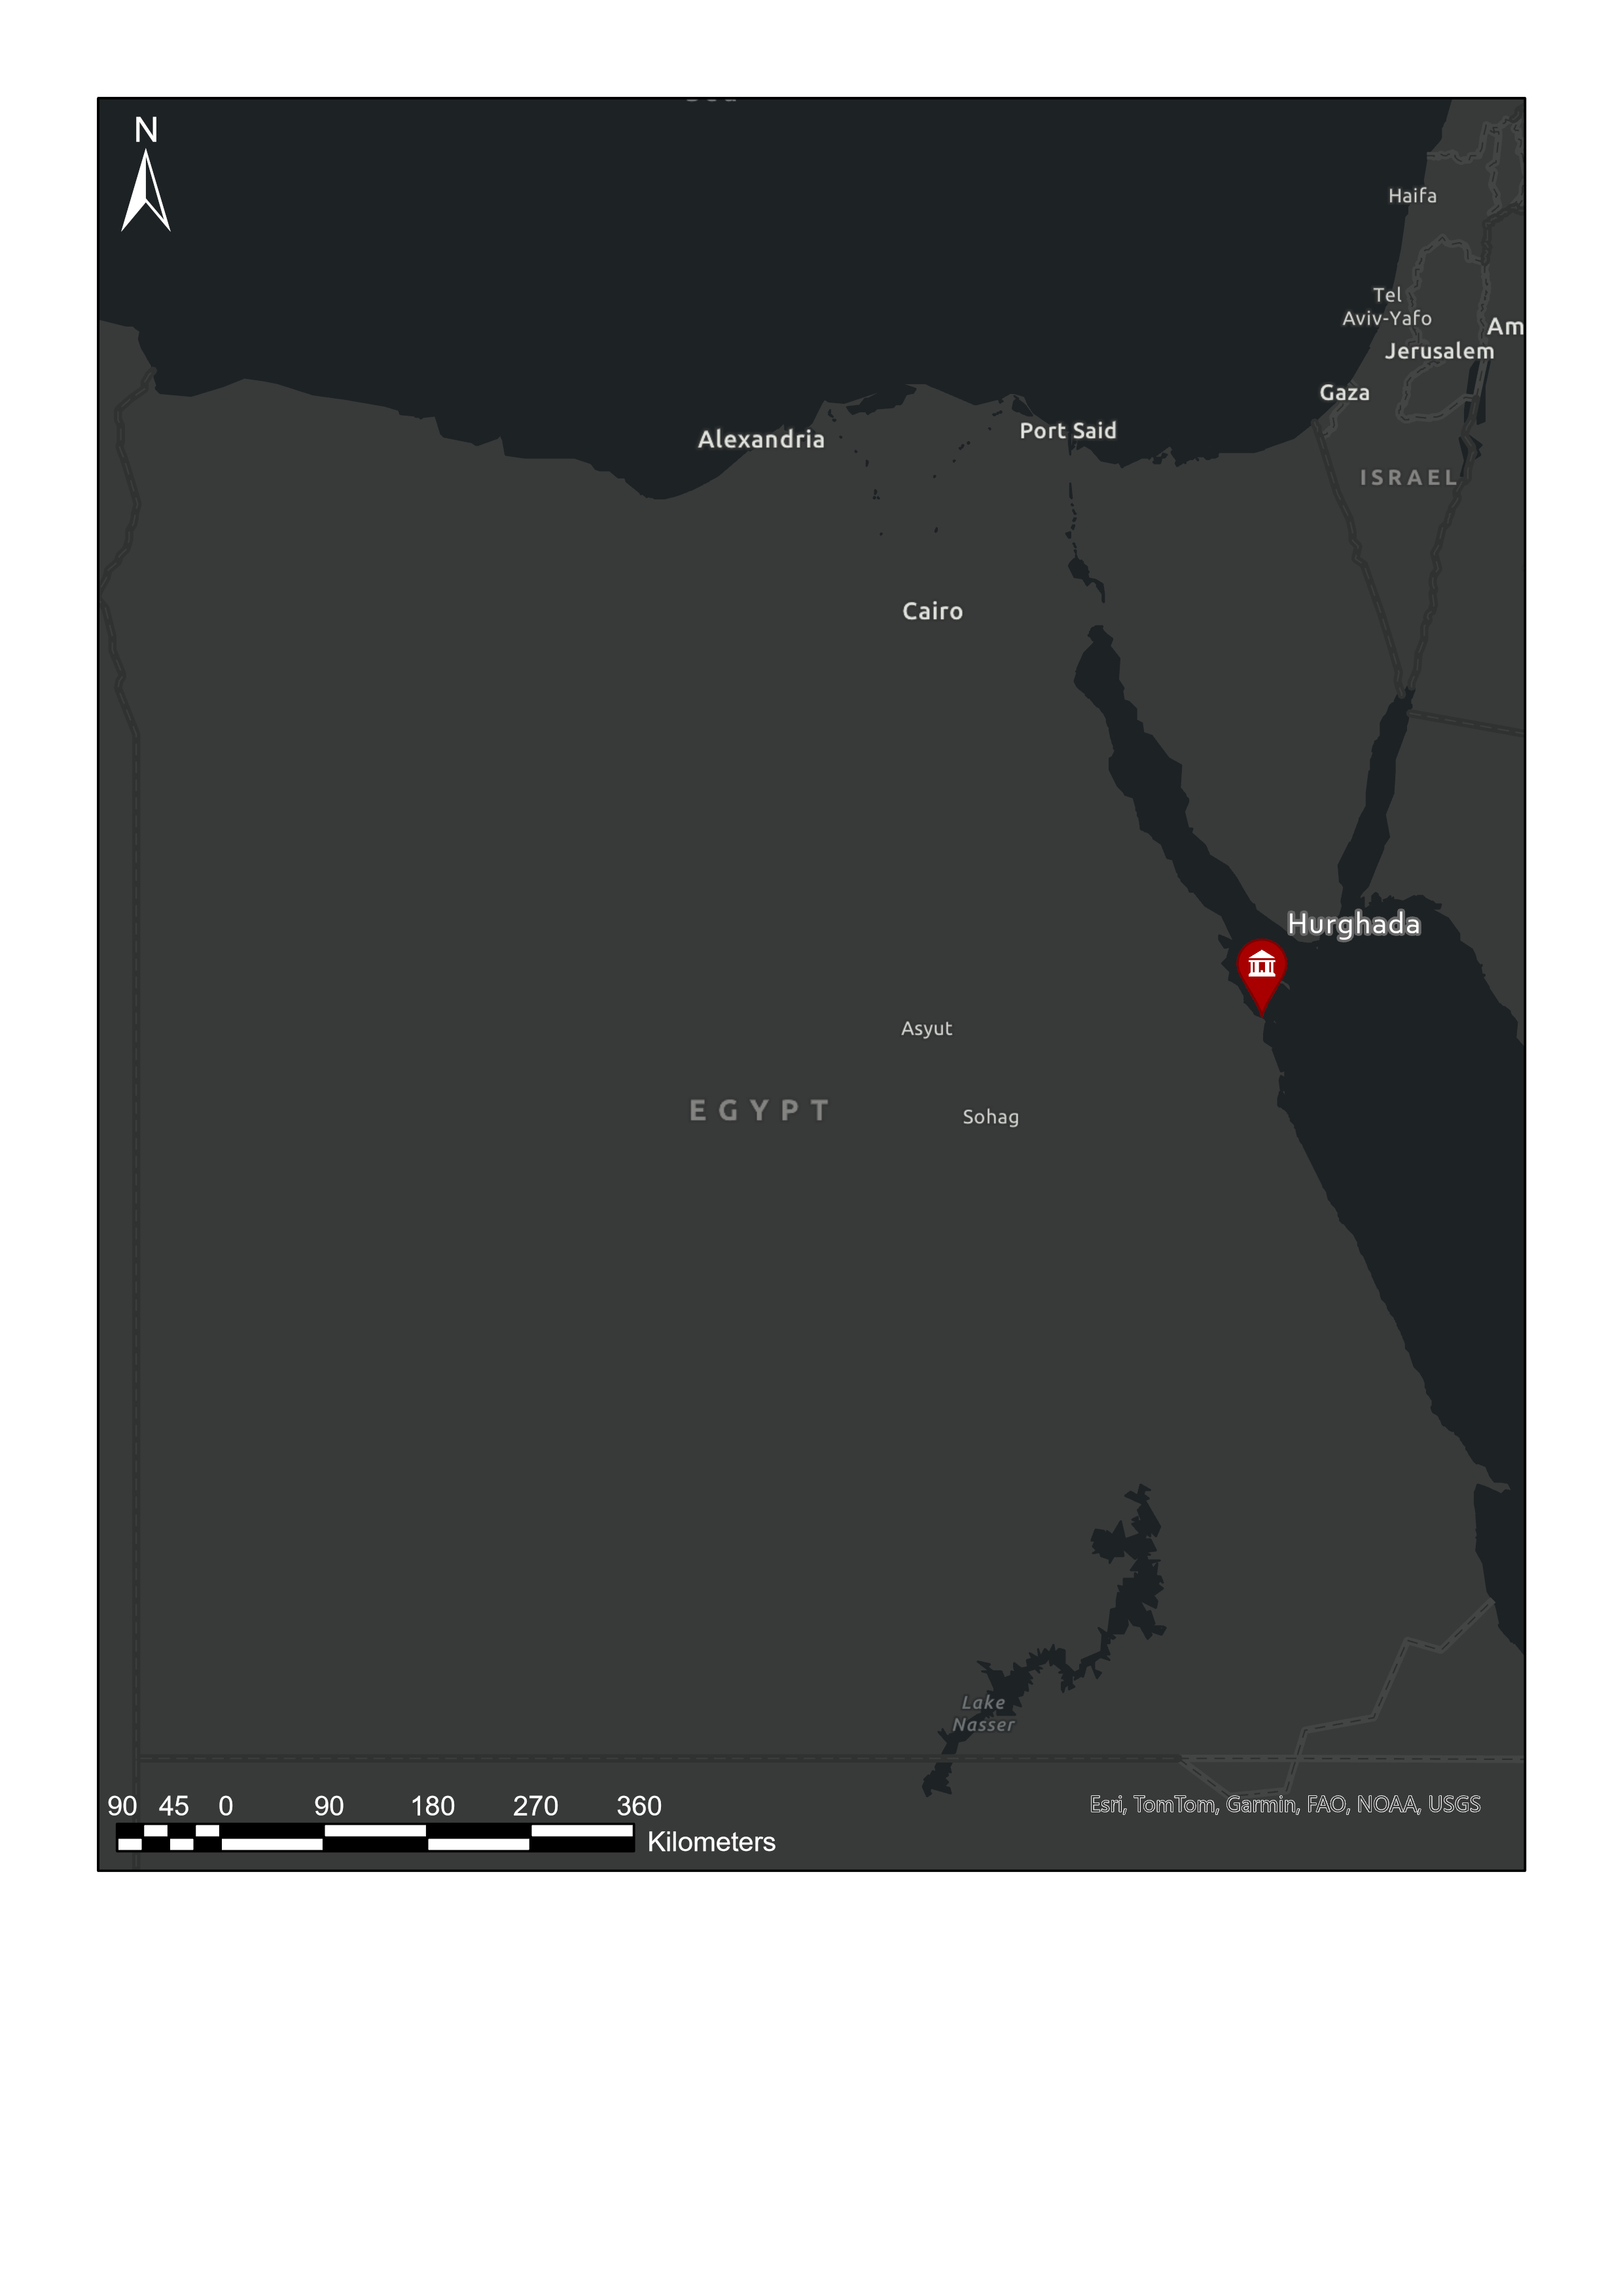 N
Haifa
Tel
Aviv-Yafo
Am
Jerusalem
Gaza
Port Said
Alexandria
ISRAEL
Cairo
Hurghada
Asyut
EGYPT
Sohag
Lake
Nasser
90 45 0 90 180 270 360
Kilometers
Esri, TomTom, Garmin, FAO, NOAA, USGS